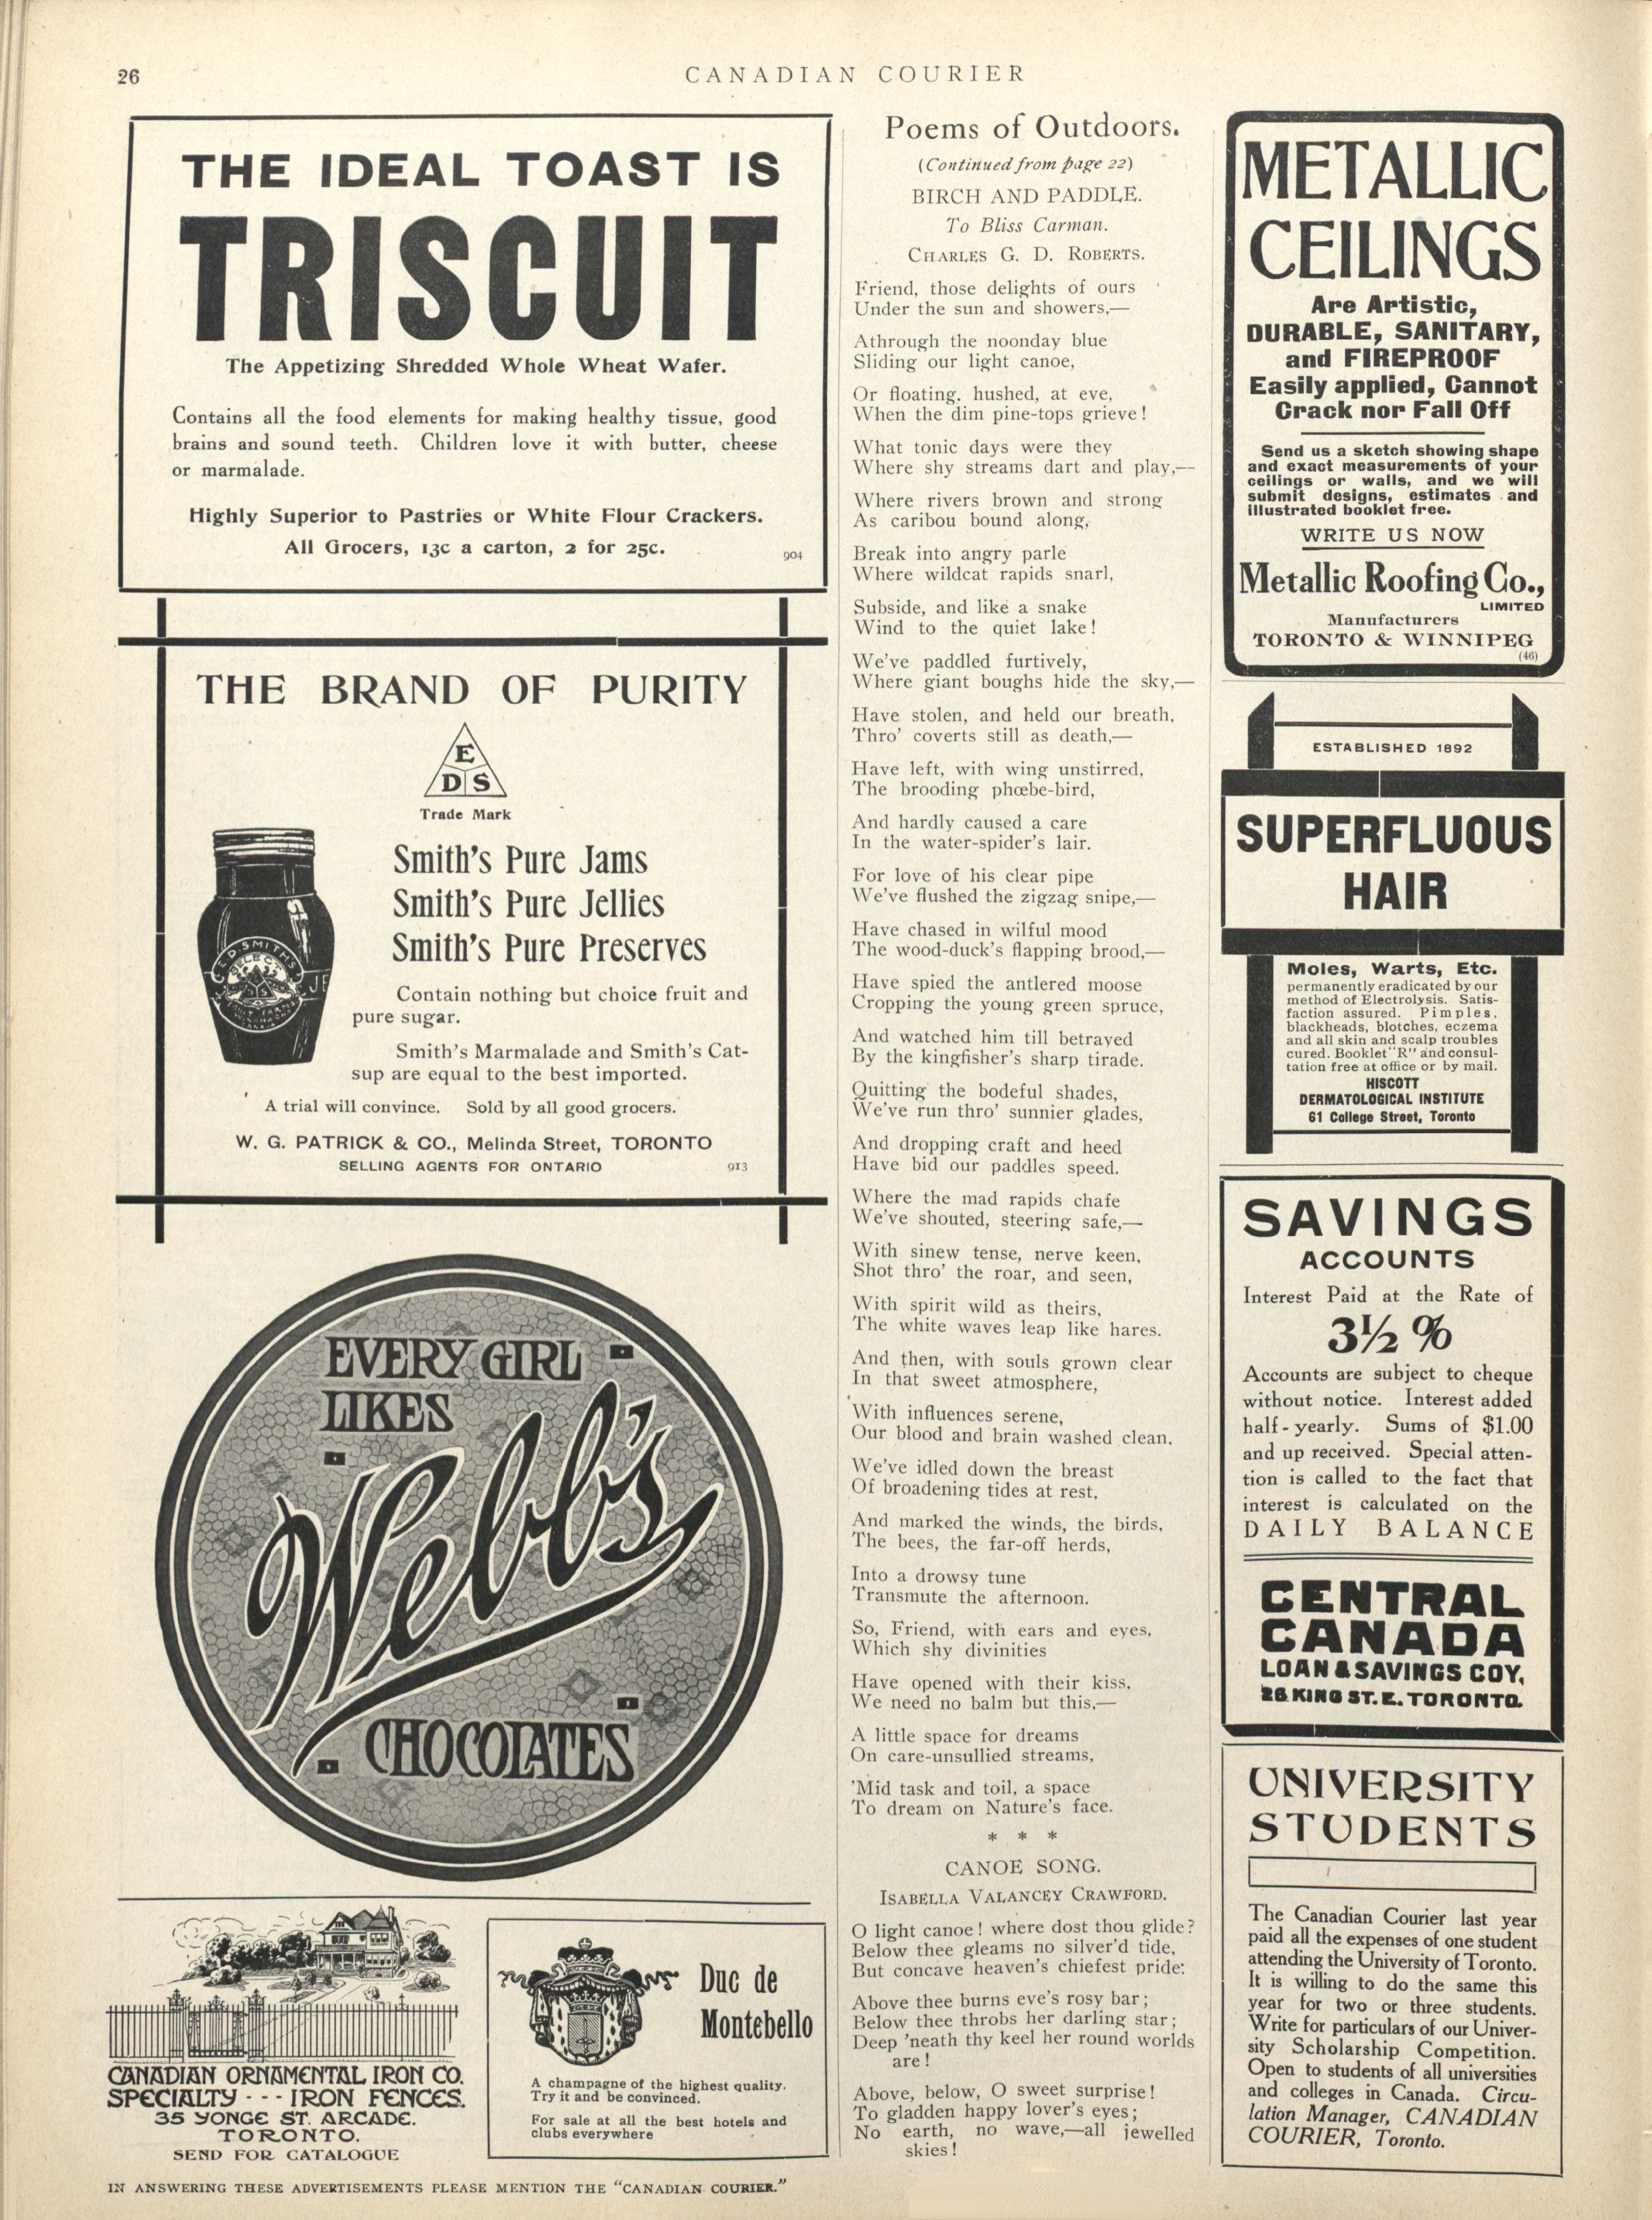 26
CANADIAN COURIER
THE IDEAL TOAST IS
TRISCUIT
The Appetizing Shredded Whole Wheat Wafer.
Contains all the food elements for making healthy tissue, good
brains and sound teeth. Children love it with butter, cheese
or marmalade.
Highly Superior to Pastries or White Flour Crackers.
All Grocers, 13c a carton, 2 for 25c.
904
THE BRAND OF PURITY
E
D S
Trade Mark
Smith's Pure Jams
Smith's Pure Jellies
Smith's Pure Preserves
E.D. SMITH'S
SELECT
Contain nothing but choice fruit and
pure sugar.
Smith's Marmalade and Smith's Cat-
sup are equal to the best imported.
A trial will convince. Sold by all good grocers.
W. G. PATRICK & CO., Melinda Street, TORONTO
SELLING AGENTS FOR ONTARIO
913
EVERY GIRL
LIKES
Webb's
CHOCOLATES
CANADIAN ORNAMENTAL IRON CO.
SPECIALTY - - - IRON FENCES.
35 YONGE ST. ARCADE.
TORONTO.
SEND FOR CATALOGUE
Duc de
Montebello
A champagne of the highest quality.
Try it and be convinced.
For sale at all the best hotels and
clubs everywhere
Poems of Outdoors.
(Continued from page 22)
BIRCH AND PADDLE.
To Bliss Carman.
CHARLES G. D. ROBERTS.
Friend, those delights of ours
Under the sun and showers,—
Athrough the noonday blue
Sliding our light canoe,
Or floating. hushed, at eve,
When the dim pine-tops grieve!
What tonic days were they
Where shy streams dart and play,—
Where rivers brown and strong
As caribou bound along,
Break into angry parle
Where wildcat rapids snarl,
Subside, and like a snake
Wind to the quiet lake!
We've paddled furtively,
Where giant boughs hide the sky,—
Have stolen, and held our breath,
Thro' coverts still as death,—
Have left, with wing unstirred,
The brooding phœbe-bird,
And hardly caused a care
In the water-spider's lair.
For love of his clear pipe
We've flushed the zigzag snipe,—
Have chased in wilful mood
The wood-duck's flapping brood,—
Have spied the antlered moose
Cropping the young green spruce,
And watched him till betrayed
By the kingfisher's sharp tirade.
Quitting the bodeful shades,
We've run thro' sunnier glades,
And dropping craft and heed
Have bid our paddles speed.
Where the mad rapids chafe
We've shouted, steering safe,—
With sinew tense, nerve keen,
Shot thro' the roar, and seen,
With spirit wild as theirs,
The white waves leap like hares.
And then, with souls grown clear
In that sweet atmosphere,
With influences serene,
Our blood and brain washed clean,
We've idled down the breast
Of broadening tides at rest,
And marked the winds, the birds,
The bees, the far-off herds,
Into a drowsy tune
Transmute the afternoon.
So, Friend, with ears and eyes,
Which shy divinities
Have opened with their kiss,
We need no balm but this,—
A little space for dreams
On care-unsullied streams,
'Mid task and toil, a space
To dream on Nature's face.
* * *
CANOE SONG.
ISABELLA VALANCEY CRAWFORD.
O light canoe! where dost thou glide?
Below thee gleams no silver'd tide,
But concave heaven's chiefest pride:
Above thee burns eve's rosy bar;
Below thee throbs her darling star;
Deep 'neath thy keel her round worlds
are!
Above, below, O sweet surprise!
To gladden happy lover's eyes;
No earth, no wave,—all jewelled
skies!
METALLIC
CEILINGS
Are Artistic,
DURABLE, SANITARY,
and FIREPROOF
Easily applied, Cannot
Crack nor Fall Off
Send us a sketch showing shape
and exact measurements of your
ceilings or walls, and we will
submit designs, estimates and
illustrated booklet free.
WRITE US NOW
Metallic Roofing Co.,
LIMITED
Manufacturers
TORONTO & WINNIPEG
(46)
ESTABLISHED 1892
SUPERFLUOUS
HAIR
Moles, Warts, Etc.
permanently eradicated by our
method of Electrolysis. Satis-
faction assured. Pimples,
blackheads, blotches, eczema
and all skin and scalp troubles
cured. Booklet "R" and consul-
tation free at office or by mail.
HISCOTT
DERMATOLOGICAL INSTITUTE
61 College Street, Toronto
SAVINGS
ACCOUNTS
Interest Paid at the Rate of
3½ %
Accounts are subject to cheque
without notice. Interest added
half-yearly. Sums of $1.00
and up received. Special atten-
tion is called to the fact that
interest is calculated on the
DAILY BALANCE
CENTRAL
CANADA
LOAN & SAVINGS COY,
26 KING ST. E. TORONTO.
UNIVERSITY
STUDENTS
The Canadian Courier last year
paid all the expenses of one student
attending the University of Toronto.
It is willing to do the same this
year for two or three students.
Write for particulars of our Univer-
sity Scholarship Competition.
Open to students of all universities
and colleges in Canada. Circu-
lation Manager, CANADIAN
COURIER, Toronto.
IN ANSWERING THESE ADVERTISEMENTS PLEASE MENTION THE "CANADIAN COURIER."